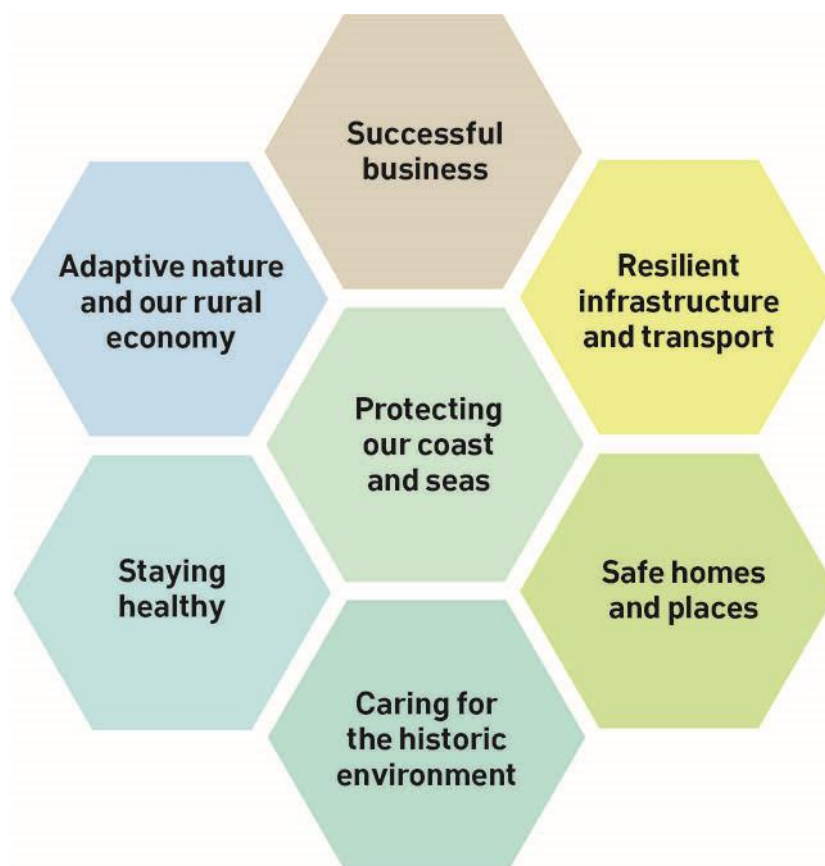 Successful
business
Adaptive nature
and our rural
economy
Resilient
infrastructure
and transport
Protecting
our coast
and seas
Staying
healthy
Safe homes
and places
Caring for
the historic
environment